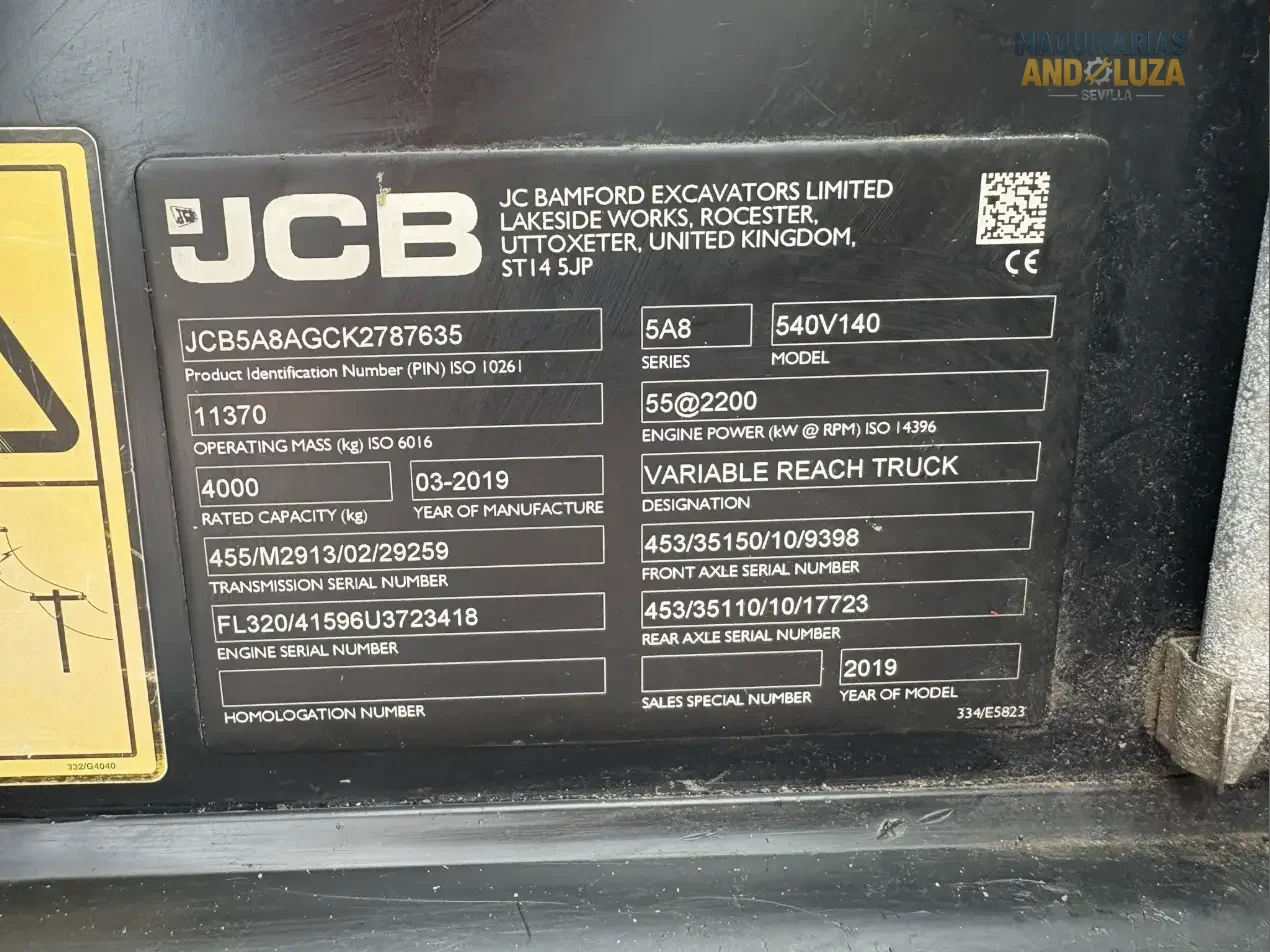 MAQUINARIAS
ANDALUZA
SEVILLA
JCB
JC BAMFORD EXCAVATORS LIMITED
LAKESIDE WORKS, ROCESTER,
UTTOXETER, UNITED KINGDOM,
ST14 5JP
CE
JCB5A8AGCK2787635
Product Identification Number (PIN) ISO 10261
5A8
SERIES
540V140
MODEL
11370
OPERATING MASS (kg) ISO 6016
55@2200
ENGINE POWER (kW @ RPM) ISO 14396
4000
RATED CAPACITY (kg)
03-2019
YEAR OF MANUFACTURE
VARIABLE REACH TRUCK
DESIGNATION
455/M2913/02/29259
TRANSMISSION SERIAL NUMBER
453/35150/10/9398
FRONT AXLE SERIAL NUMBER
FL320/41596U3723418
ENGINE SERIAL NUMBER
453/35110/10/17723
REAR AXLE SERIAL NUMBER
HOMOLOGATION NUMBER
SALES SPECIAL NUMBER
2019
YEAR OF MODEL
334/E5823
332/G4040